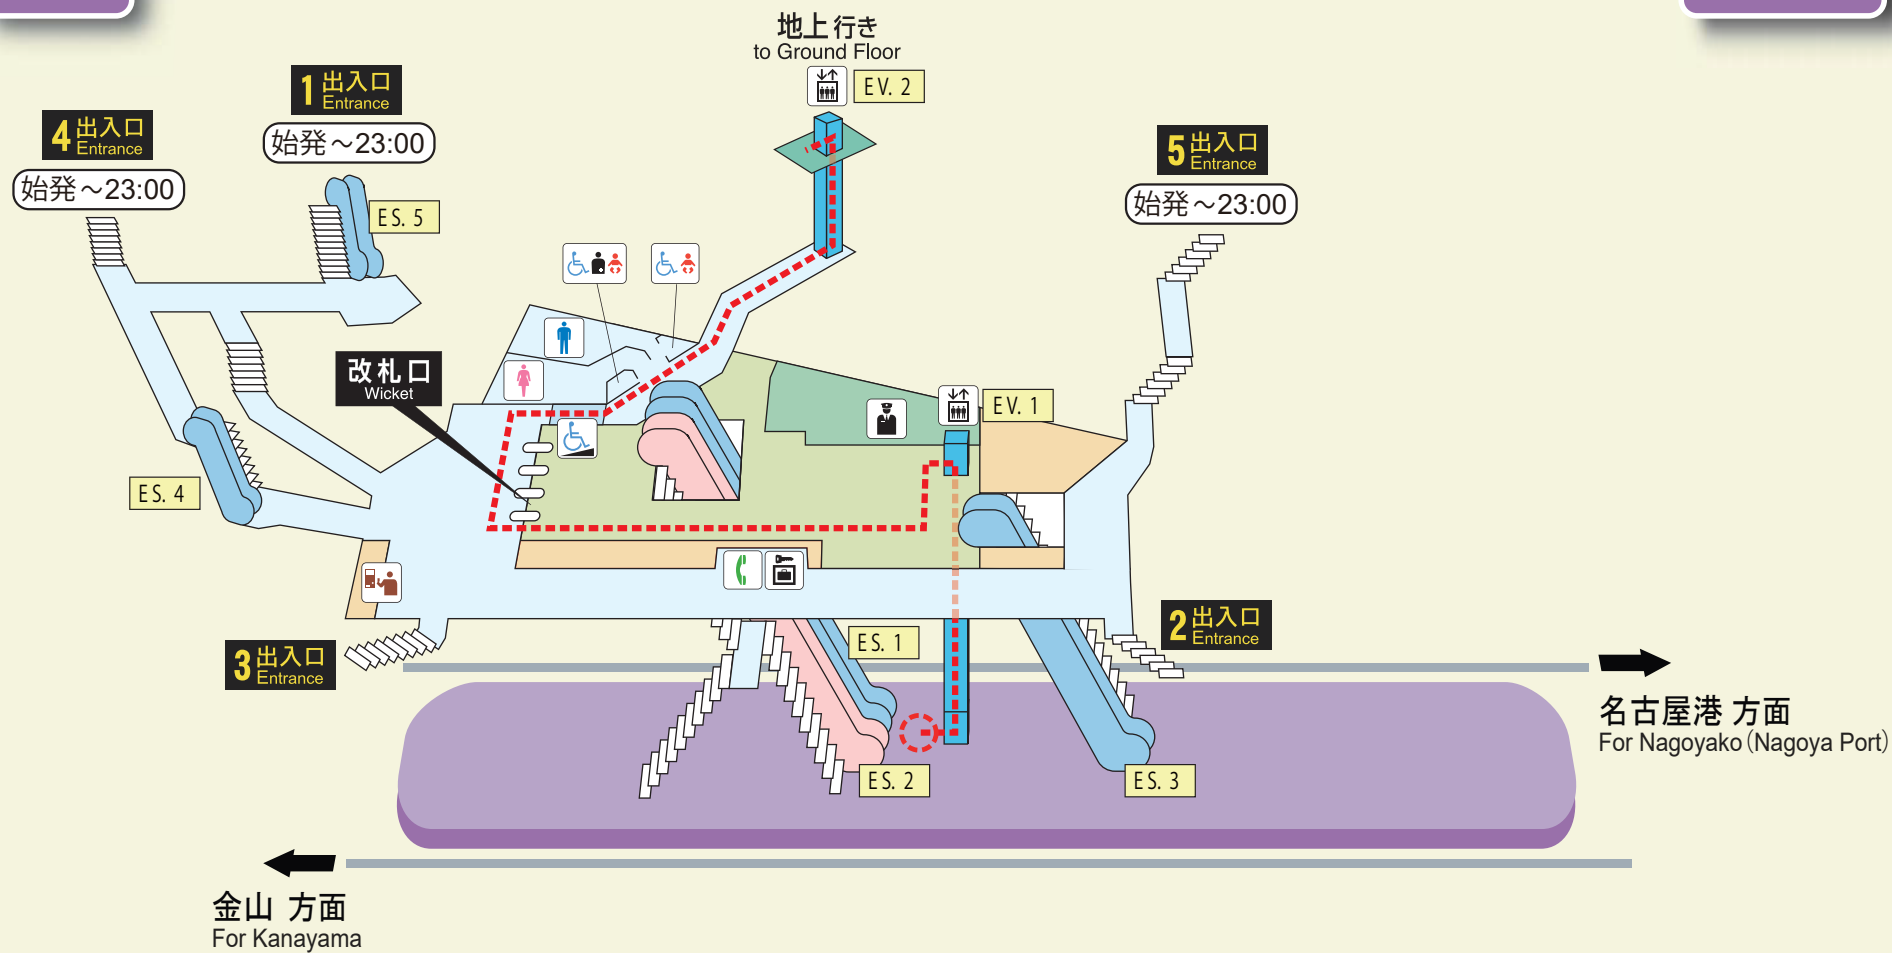 地上行き
to Ground Floor
EV. 2
1 出入口
Entrance
始発～23:00
4 出入口
Entrance
始発～23:00
ES. 5
5 出入口
Entrance
始発～23:00
改札口
Wicket
EV. 1
ES. 4
3 出入口
Entrance
ES. 1
2 出入口
Entrance
ES. 2
ES. 3
名古屋港 方面
For Nagoyako（Nagoya Port）
金山 方面
For Kanayama